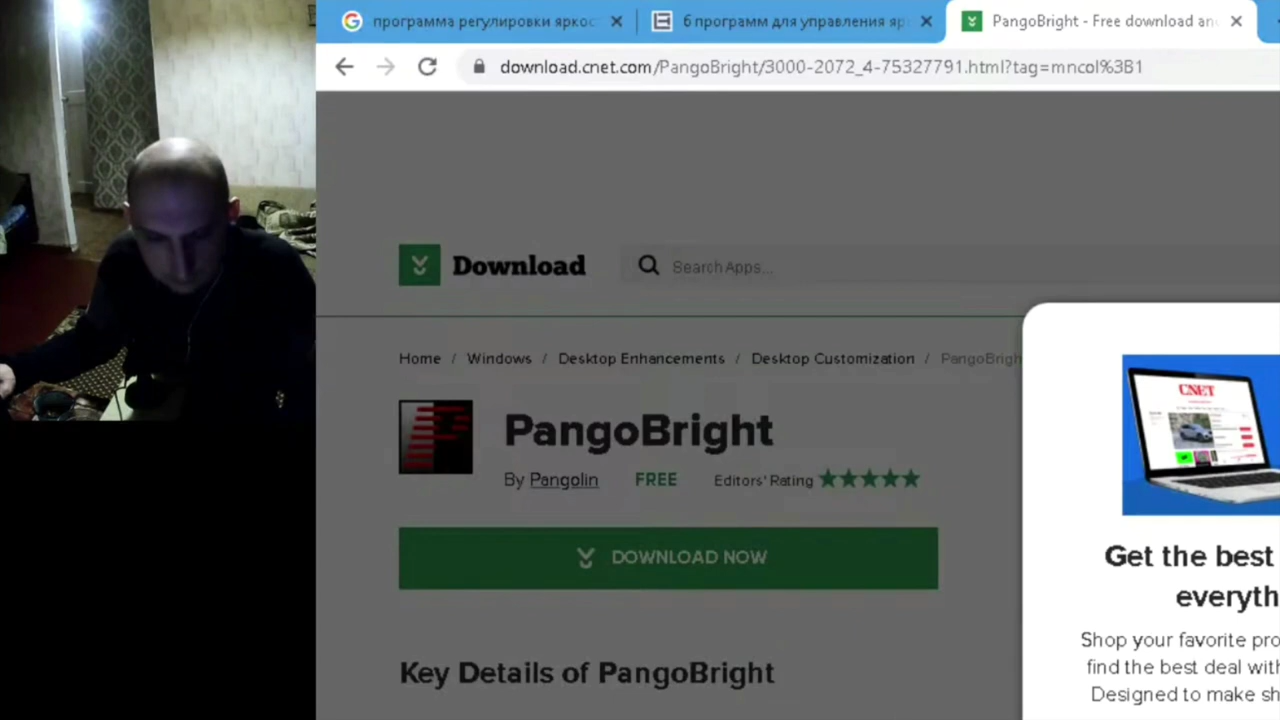 программа регулировки яркос
6 программ для управления яр
PangoBright - Free download an
download.cnet.com/PangoBright/3000-2072_4-75327791.html?tag=mncol%3B1
Download
Search Apps...
Home / Windows / Desktop Enhancements / Desktop Customization / PangoBrigh
PangoBright
By Pangolin FREE Editors' Rating
DOWNLOAD NOW
Key Details of PangoBright
CNET
Get the best
everyth
Shop your favorite pro
find the best deal with
Designed to make sh